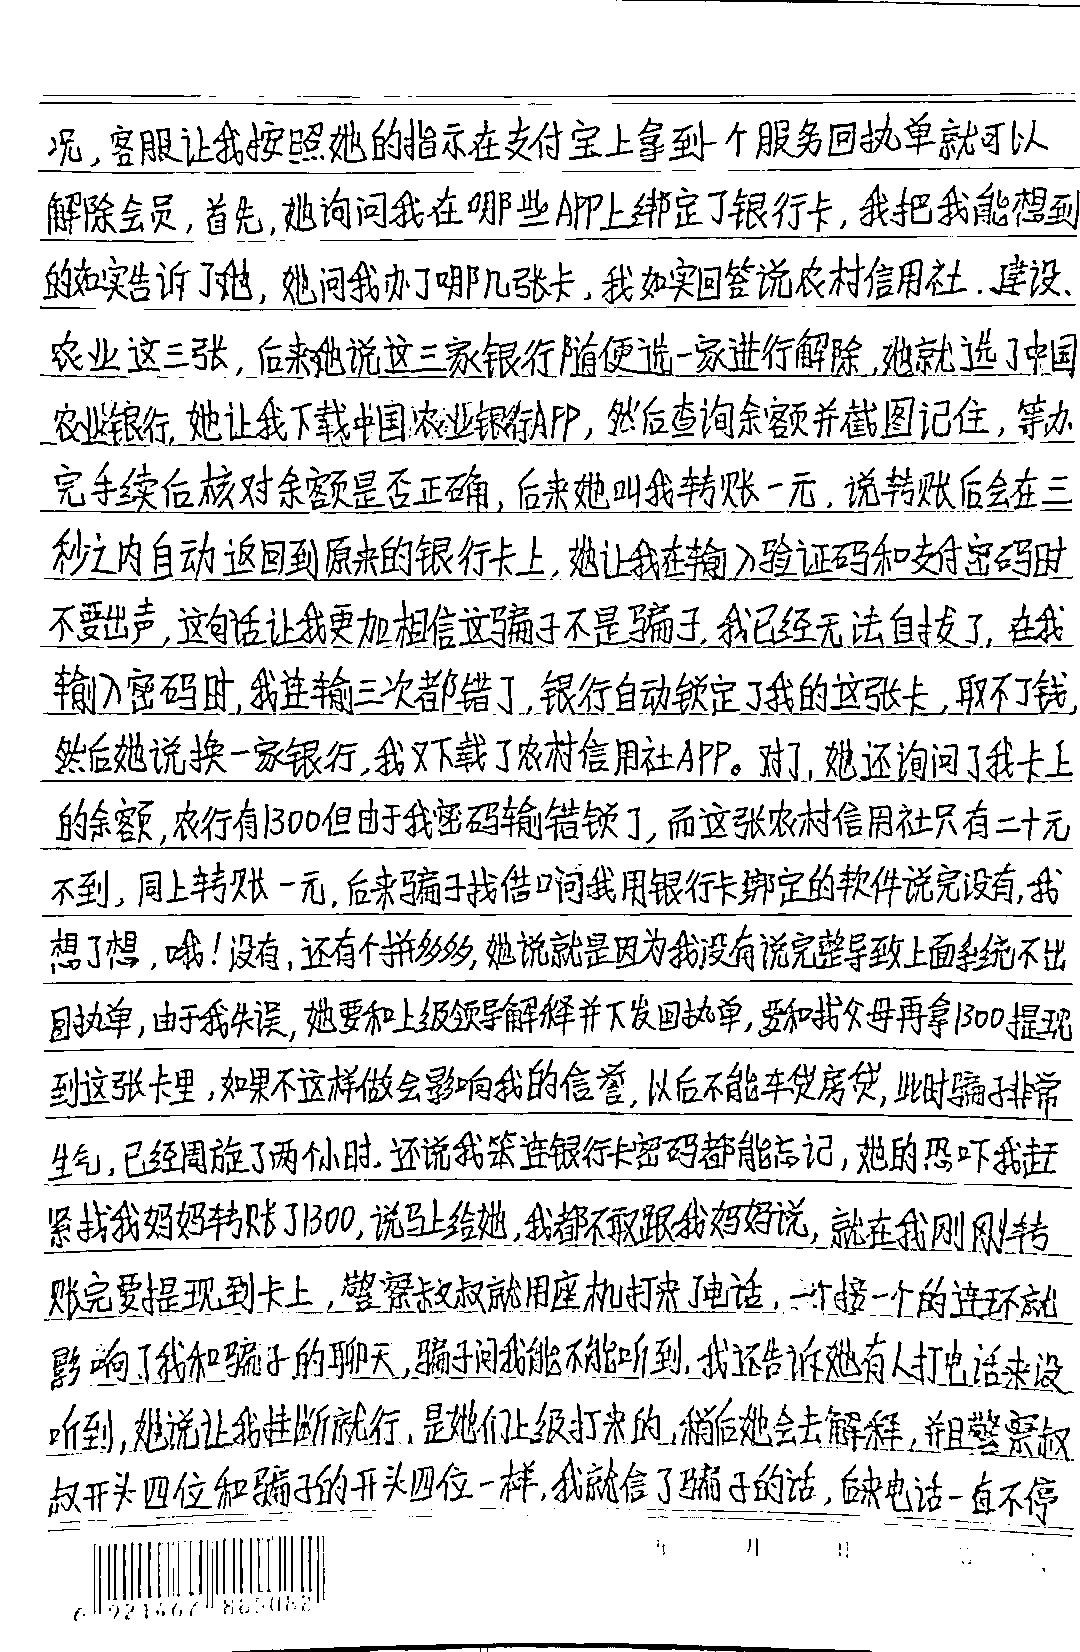 况，客服让我按照她的指示在支付宝上拿到一个服务回执单就可以
解除会员，首先，她询问我在哪些APP上绑定了银行卡，我把我能想到
的如实告诉了她，她问我办了哪几张卡，我如实回答说农村信用社、建设、
农业这三张，后来她说这三家银行随便选一家进行解除，她就选了中国
农业银行，她让我下载中国农业银行APP，然后查询余额并截图记住，等办
完手续后核对余额是否正确，后来她叫我转账一元，说转账后会在三
秒之内自动返回到原来的银行卡上，她让我在输入验证码和支付密码时
不要出声，这句话让我更加相信这骗子不是骗子，我已经无法自拔了，在我
输入密码时，我连输三次都错了，银行自动锁定了我的这张卡，取不了钱，
然后她说换一家银行，我又下载了农村信用社APP。对了，她还询问了我卡上
的余额，农行有1300但由于我密码输错锁了，而这张农村信用社只有二十元
不到，同上转账一元，后来骗子找借口问我用银行卡绑定的软件说完没有，我
想了想，哦！没有，还有个拼多多，她说就是因为我没有说完整导致上面系统不出
回执单，由于我失误，她要和上级领导解释并下发回执单，要和我父母再拿1300提现
到这张卡里，如果不这样做会影响我的信誉，以后不能车贷房贷，此时骗子非常
生气，已经周旋了两个小时，还说我笨连银行卡密码都能忘记，她的恐吓我赶
紧找我妈妈转账了1300，说马上给她，我都不敢跟我妈妈说，就在我刚刚转
账完要提现到卡上，警察叔叔就用座机打来了电话，一个接一个的连环就
影响了我和骗子的聊天，骗子问我能不能听到，我还告诉她有人打电话来没
听到，她说让我挂断就行，是她们上级打来的，稍后她会去解释，并且警察叔
叔开头四位和骗子的开头四位一样，我就信了骗子的话，后来电话一直不停
年 月 日
6 921467 865082